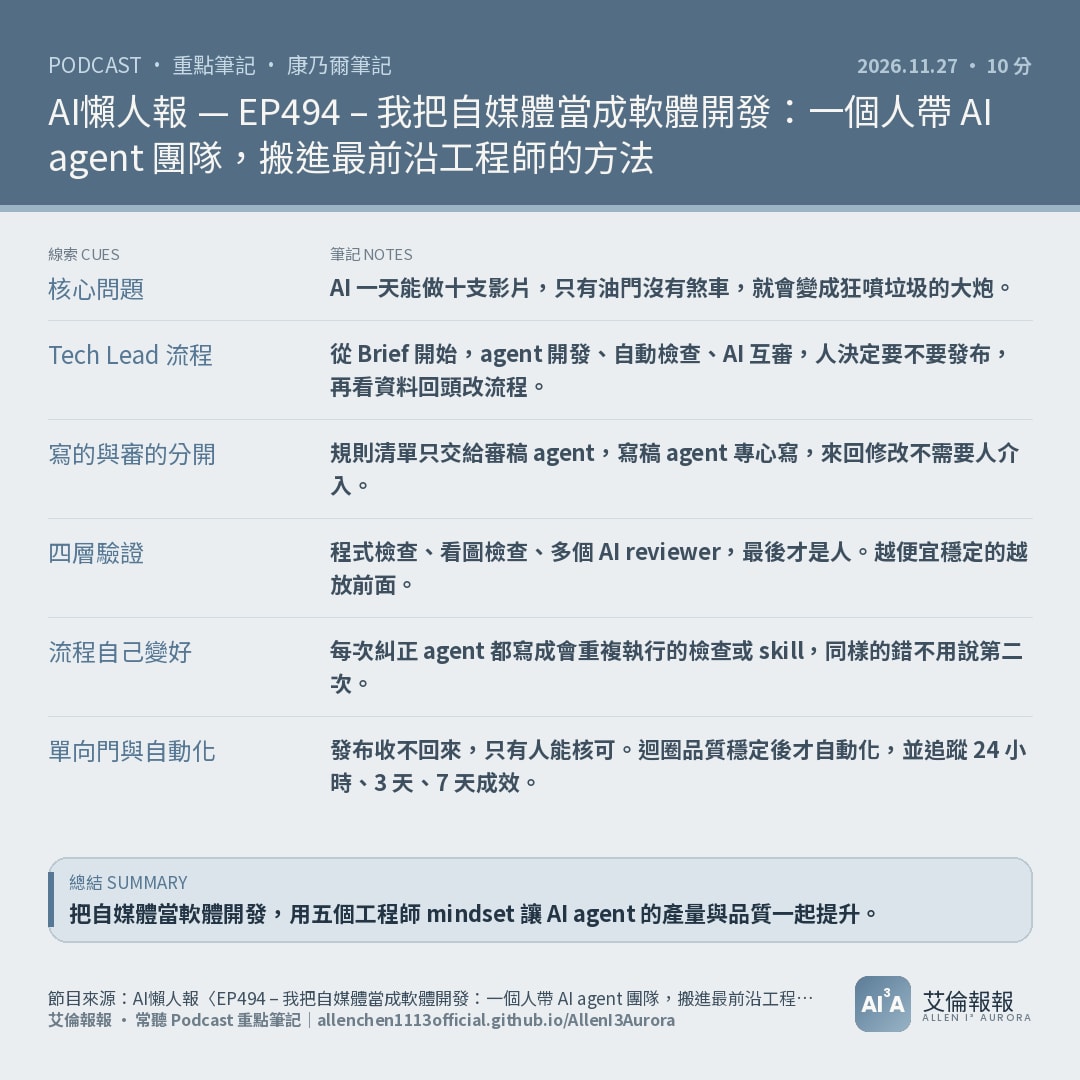 PODCAST · 重點筆記 · 康乃爾筆記
2026.11.27 · 10 分
AI懶人報 — EP494 – 我把自媒體當成軟體開發：一個人帶 AI
agent 團隊，搬進最前沿工程師的方法
線索 CUES
筆記 NOTES
核心問題
AI 一天能做十支影片，只有油門沒有煞車，就會變成狂噴垃圾的大炮。
Tech Lead 流程
從 Brief 開始，agent 開發、自動檢查、AI 互審，人決定要不要發布，
再看資料回頭改流程。
寫的與審的分開
規則清單只交給審稿 agent，寫稿 agent 專心寫，來回修改不需要人介
入。
四層驗證
程式檢查、看圖檢查、多個 AI reviewer，最後才是人。越便宜穩定的越
放前面。
流程自己變好
每次糾正 agent 都寫成會重複執行的檢查或 skill，同樣的錯不用說第二
次。
單向門與自動化
發布收不回來，只有人能核可。迴圈品質穩定後才自動化，並追蹤 24 小
時、3 天、7 天成效。
總結 SUMMARY
把自媒體當軟體開發，用五個工程師 mindset 讓 AI agent 的產量與品質一起提升。
節目來源：AI懶人報〈EP494 – 我把自媒體當成軟體開發：一個人帶 AI agent 團隊，搬進最前沿工程…
艾倫報報 · 常聽 Podcast 重點筆記｜allenchen1113official.github.io/AllenI3Aurora
AI³A
艾倫報報
ALLEN I³ AURORA